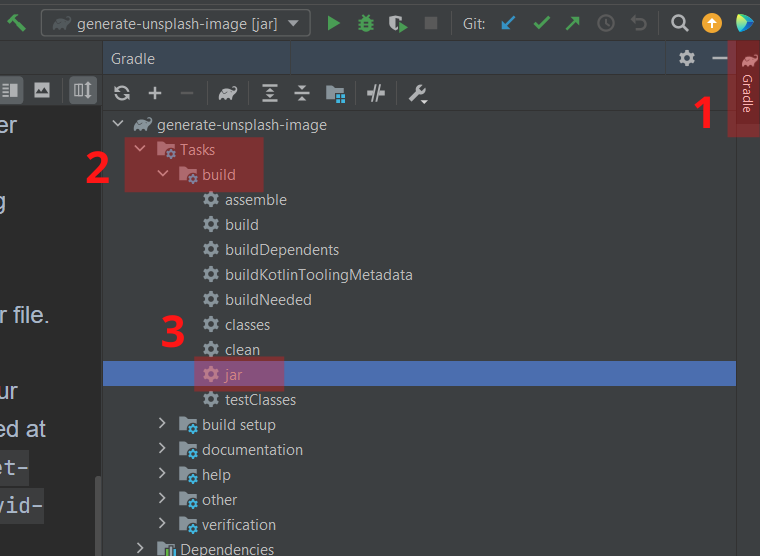 generate-unsplash-image [jar]
Git:
Gradle
Gradle
1
generate-unsplash-image
2
Tasks
build
assemble
build
buildDependents
buildKotlinToolingMetadata
buildNeeded
3
classes
clean
jar
testClasses
build setup
documentation
help
other
verification
Dependencies
er
g
r file.
ur
ed at
et-
vid-